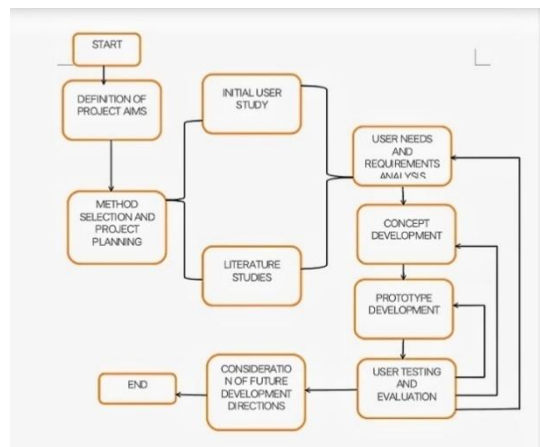 START
DEFINITION OF
PROJECT AIMS
METHOD
SELECTION AND
PROJECT
PLANNING
INITIAL USER
STUDY
LITERATURE
STUDIES
USER NEEDS
AND
REQUIREMENTS
ANALYSIS
CONCEPT
DEVELOPMENT
PROTOTYPE
DEVELOPMENT
USER TESTING
AND
EVALUATION
CONSIDERATIO
N OF FUTURE
DEVELOPMENT
DIRECTIONS
END